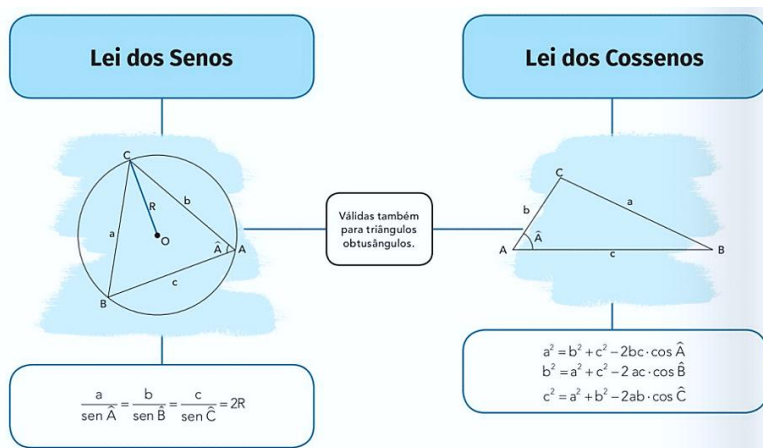 Lei dos Senos
Lei dos Cossenos
C
b
R
a
O
Â
A
c
B
Válidas também
para triângulos
obtusângulos.
C
b
a
Â
A
c
B
a/sen Â = b/sen B̂ = c/sen Ĉ = 2R
a² = b² + c² − 2bc · cos Â
b² = a² + c² − 2 ac · cos B̂
c² = a² + b² − 2ab · cos Ĉ